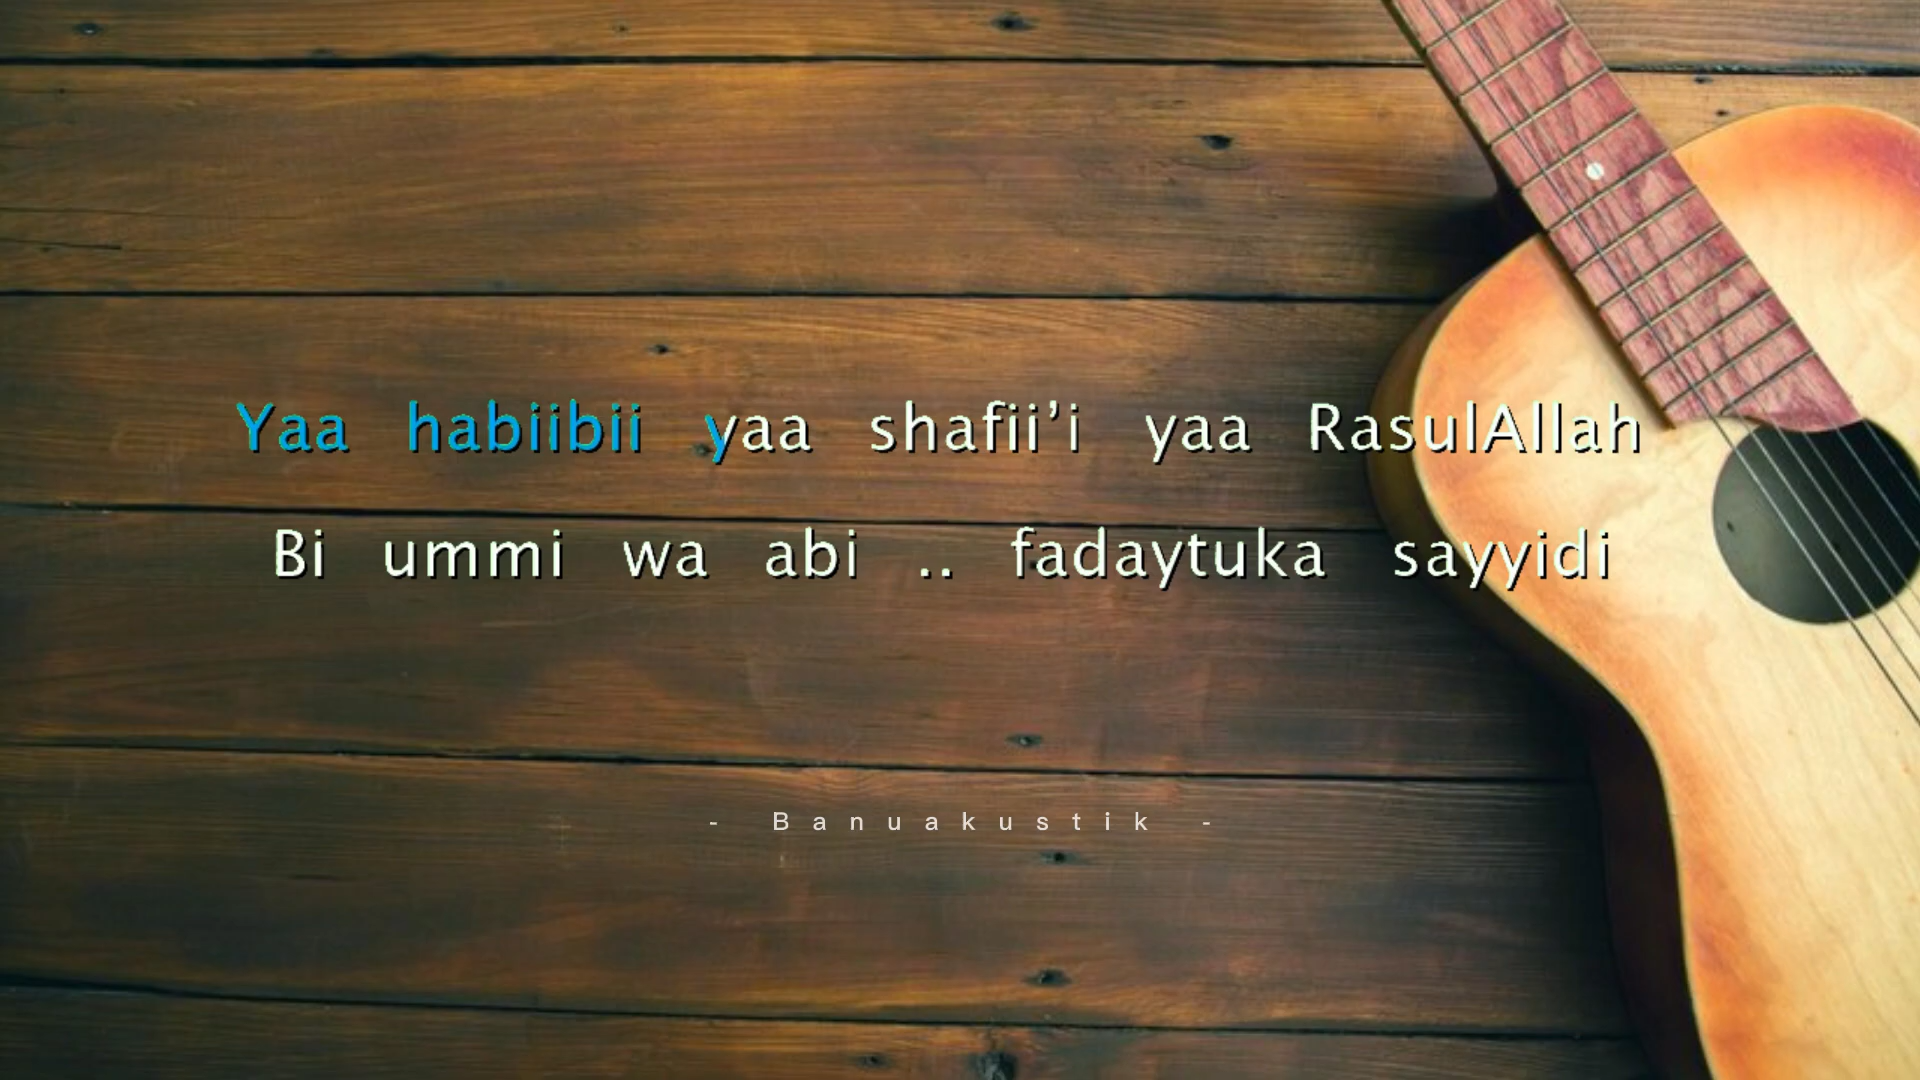 Yaa habiibii yaa shafii’i yaa RasulAllah
Bi ummi wa abi .. fadaytuka sayyidi
- Banuakustik -